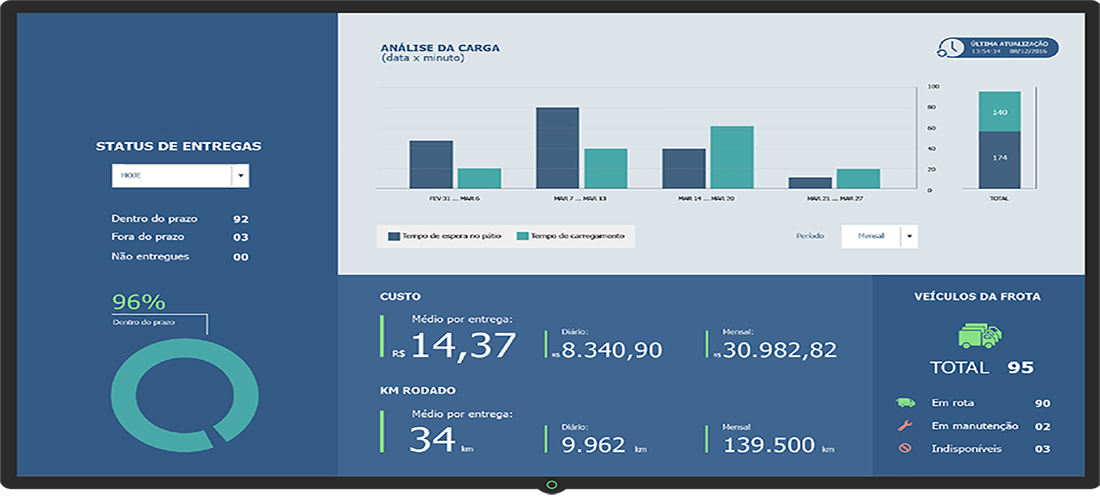 STATUS DE ENTREGAS
HOJE
Dentro do prazo 92
Fora do prazo 03
Não entregues 00
96%
Dentro do prazo
ANÁLISE DA CARGA
(data x minuto)
ÚLTIMA ATUALIZAÇÃO
13:54:34 08/12/2016
100
80
60
40
20
0
140
174
FEV 31 ... MAR 6
MAR 7 ... MAR 13
MAR 14 ... MAR 20
MAR 21 ... MAR 27
TOTAL
Tempo de espera no pátio
Tempo de carregamento
Período
Mensal
CUSTO
Médio por entrega:
R$ 14,37
Diário:
R$ 8.340,90
Mensal:
R$ 30.982,82
KM RODADO
Médio por entrega:
34 km
Diário:
9.962 km
Mensal
139.500 km
VEÍCULOS DA FROTA
TOTAL 95
Em rota 90
Em manutenção 02
Indisponíveis 03